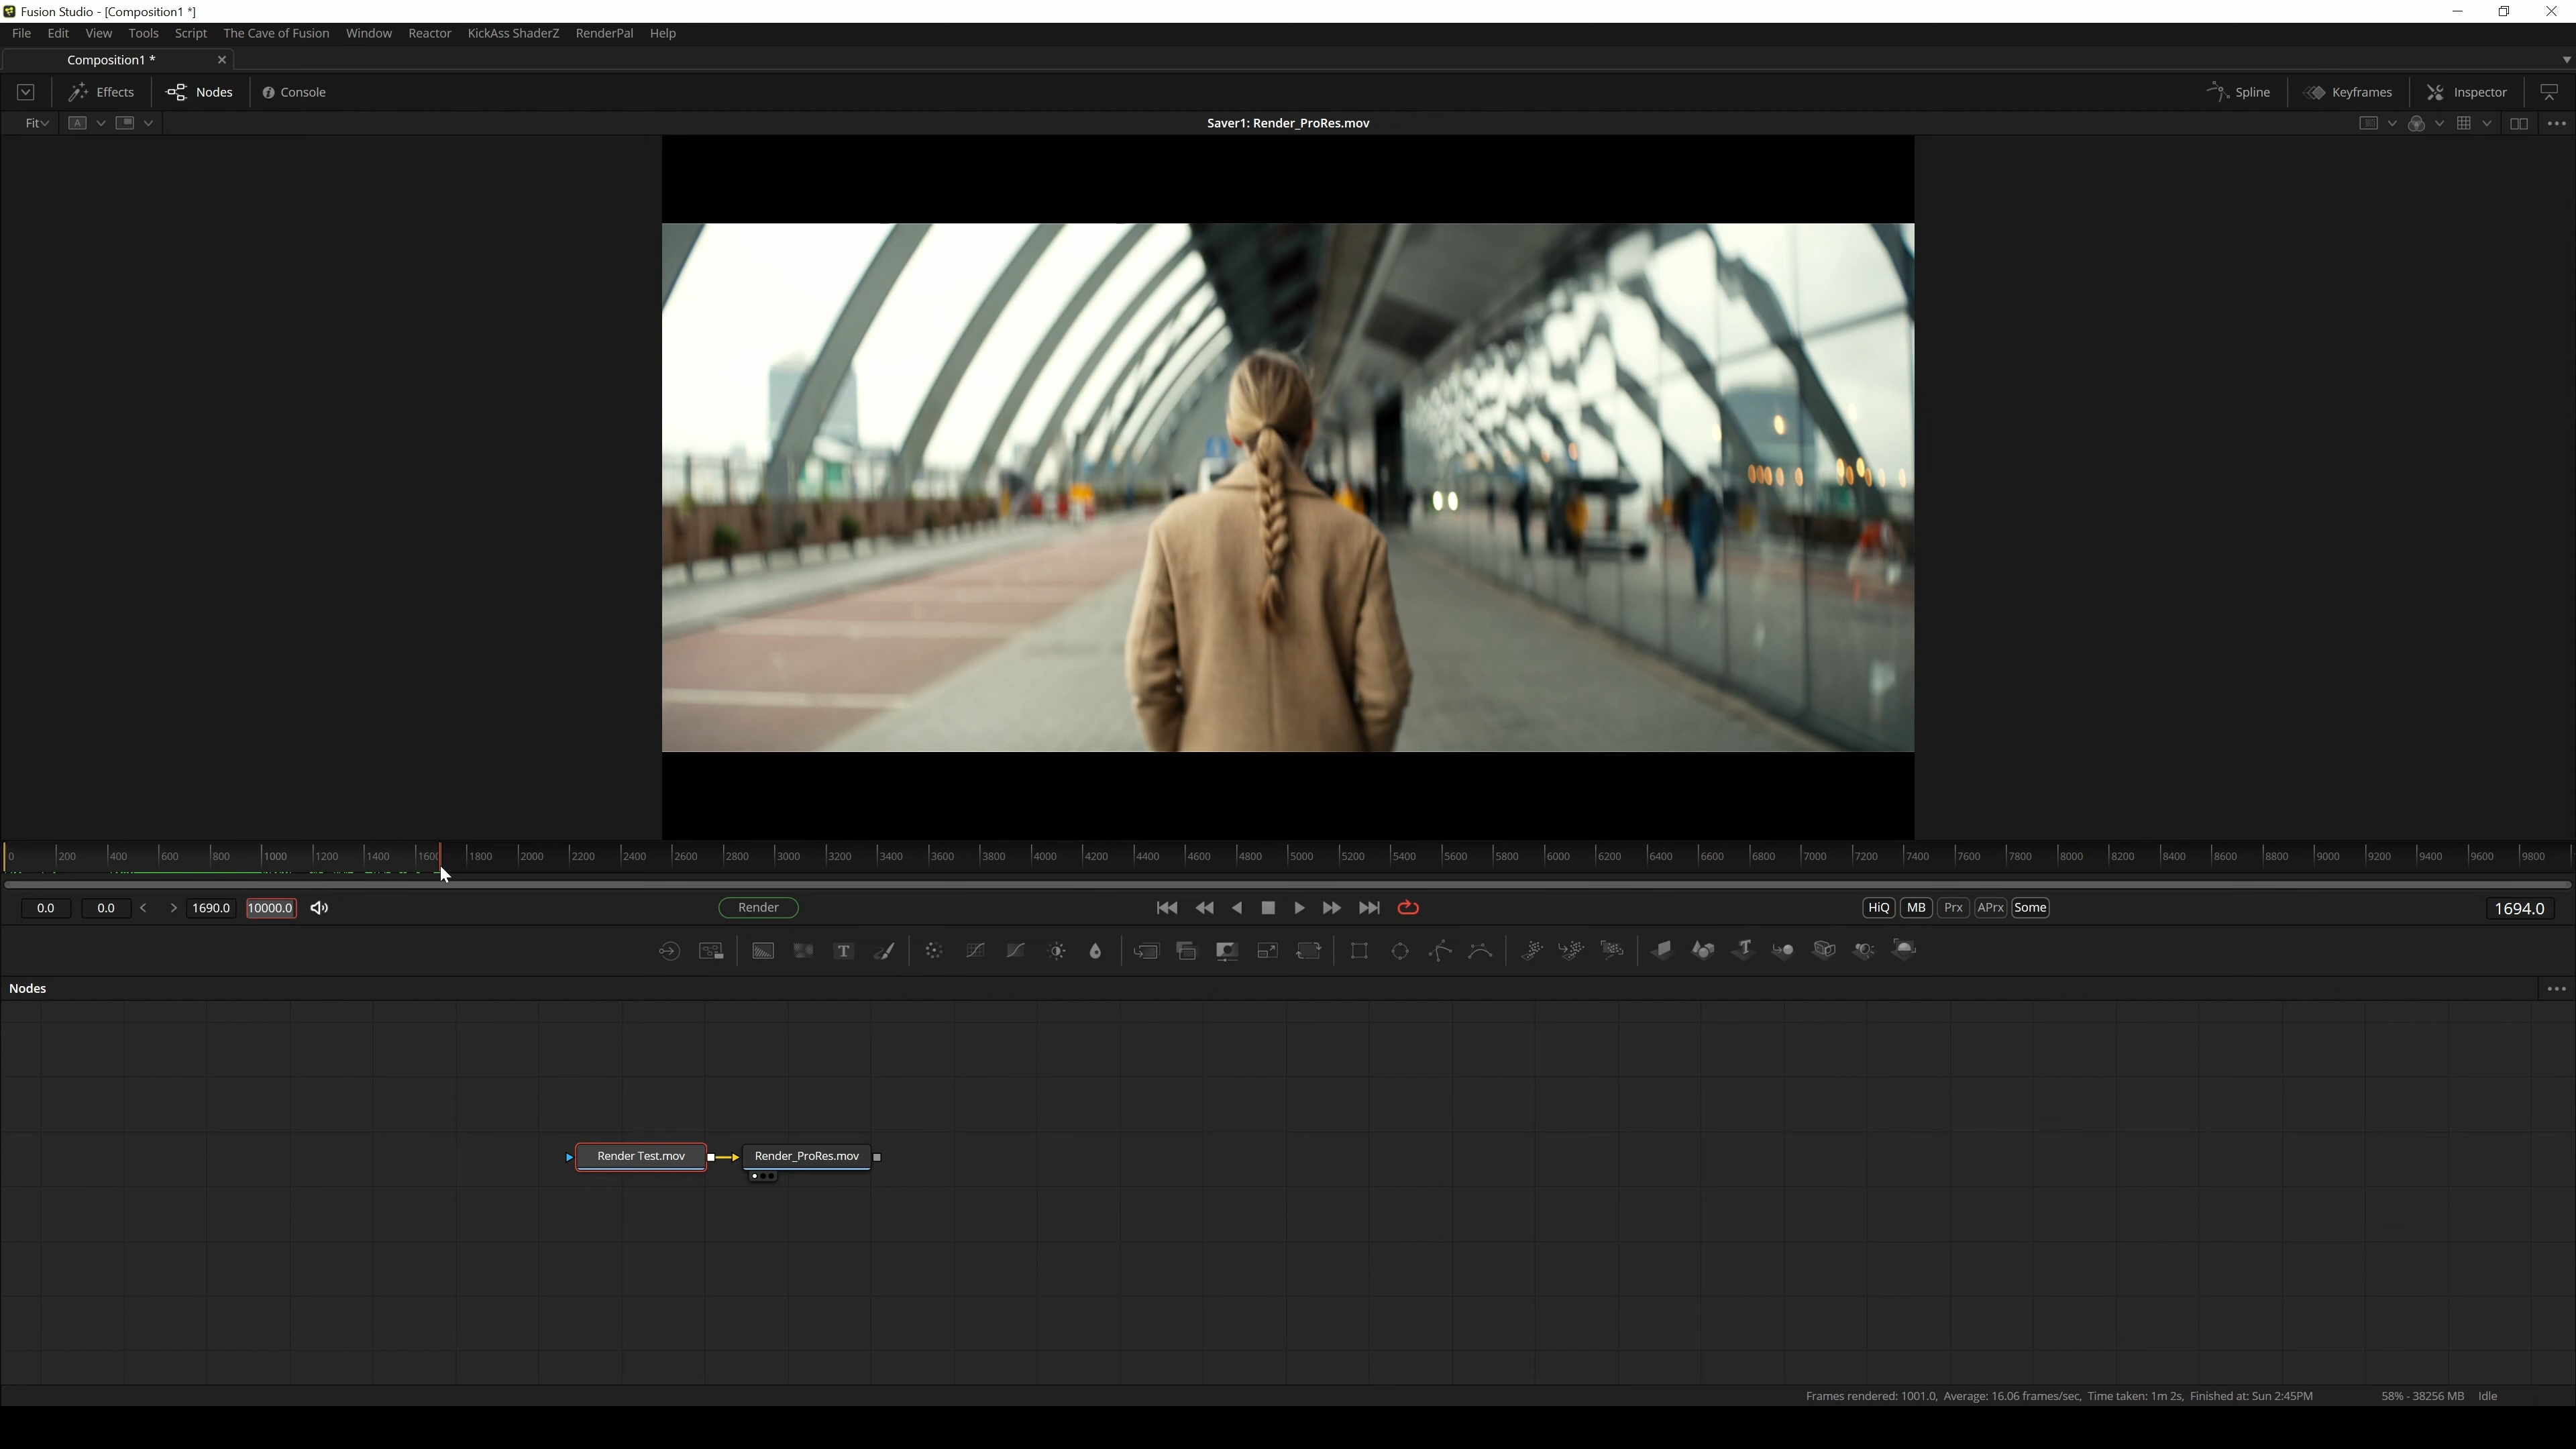 Fusion Studio - [Composition1 *]
File Edit View Tools Script The Cave of Fusion Window Reactor KickAss ShaderZ RenderPal Help
Composition1 *
Effects Nodes Console Spline Keyframes Inspector
Fit A Saver1: Render_ProRes.mov
0 200 400 600 800 1000 1200 1400 1600 1800 2000 2200 2400 2600 2800 3000 3200 3400 3600 3800 4000 4200 4400 4600 4800 5000 5200 5400 5600 5800 6000 6200 6400 6600 6800 7000 7200 7400 7600 7800 8000 8200 8400 8600 8800 9000 9200 9400 9600 9800
0.0 0.0 < > 1690.0 10000.0 Render HiQ MB Prx APrx Some 1694.0
T
Nodes
Render Test.mov Render_ProRes.mov
Frames rendered: 1001.0, Average: 16.06 frames/sec, Time taken: 1m 2s, Finished at: Sun 2:45PM 58% - 38256 MB Idle